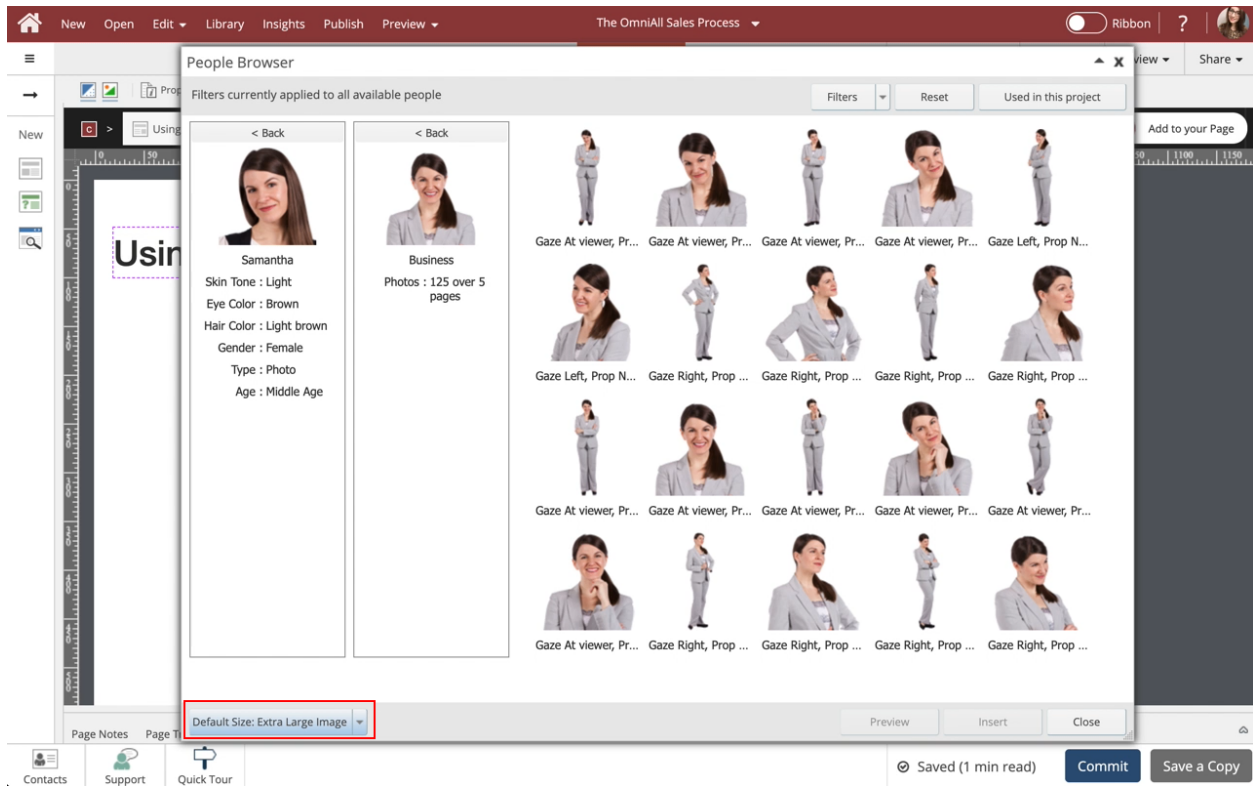 New Open Edit Library Insights Publish Preview The OmniAll Sales Process Ribbon ?
People Browser x view Share
Prop Filters currently applied to all available people Filters Reset Used in this project
New C > Using Add to your Page
< Back < Back
0 50 1100 1150
Usin
Gaze At viewer, Pr... Gaze At viewer, Pr... Gaze At viewer, Pr... Gaze At viewer, Pr... Gaze Left, Prop N...
Samantha Business
Skin Tone : Light Photos : 125 over 5
pages
Eye Color : Brown
Hair Color : Light brown
Gender : Female
Type : Photo
Age : Middle Age
Gaze Left, Prop N... Gaze Right, Prop ... Gaze Right, Prop ... Gaze Right, Prop ... Gaze Right, Prop ...
Gaze At viewer, Pr... Gaze At viewer, Pr... Gaze At viewer, Pr... Gaze At viewer, Pr... Gaze At viewer, Pr...
Gaze At viewer, Pr... Gaze Right, Prop ... Gaze Right, Prop ... Gaze Right, Prop ... Gaze Right, Prop ...
Default Size: Extra Large Image Preview Insert Close
Page Notes Page T
Contacts Support Quick Tour Saved (1 min read) Commit Save a Copy